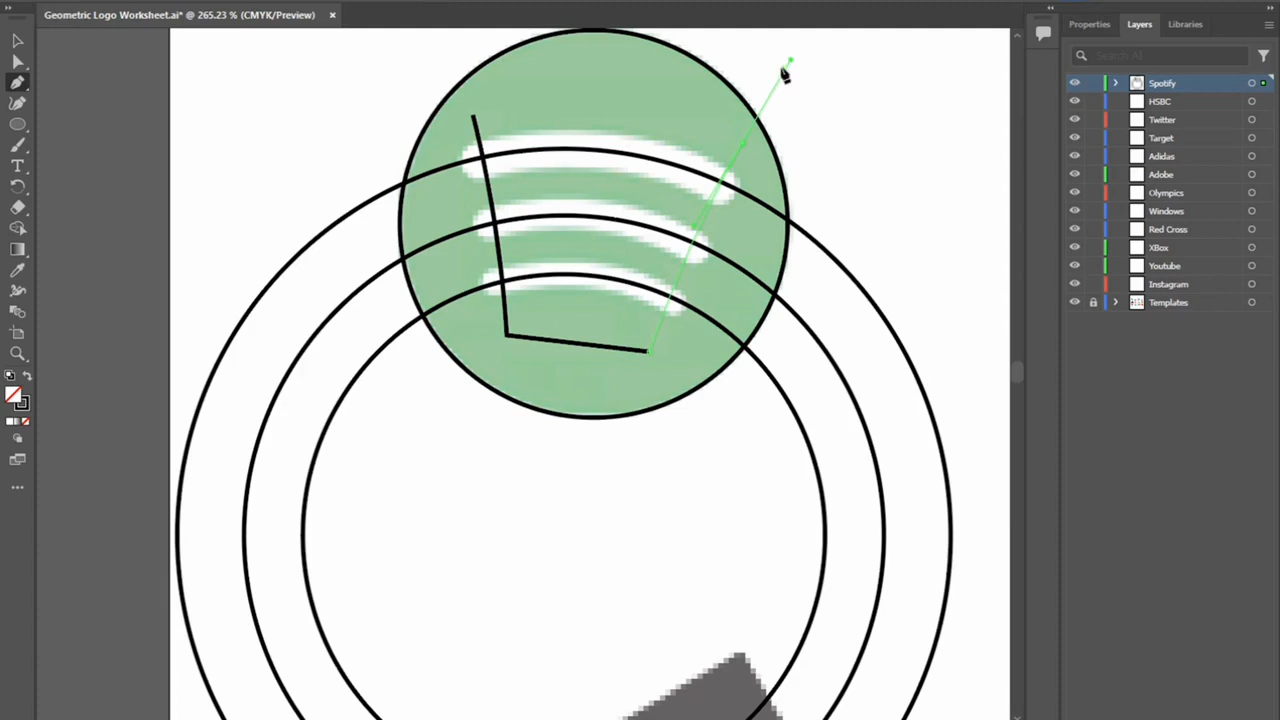 Geometric Logo Worksheet.ai* @ 265.23 % (CMYK/Preview)
Properties
Layers
Libraries
Search All
Spotify
HSBC
Twitter
Target
Adidas
Adobe
Olympics
Windows
Red Cross
XBox
Youtube
Instagram
Templates